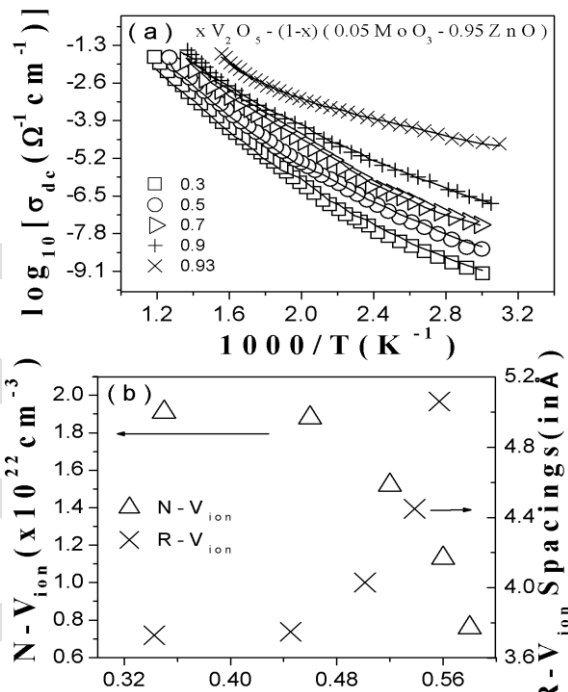 (a) x V₂O₅ - (1-x) (0.05 M o O₃ - 0.95 Z n O)
log₁₀ [σdc (Ω⁻¹ cm⁻¹)]
-1.3
-2.6
-3.9
-5.2
-6.5
-7.8
-9.1
0.3
0.5
0.7
0.9
0.93
1.2 1.6 2.0 2.4 2.8 3.2
1000/T (K⁻¹)
(b)
N-Vion (x10²² cm⁻³)
2.0
1.8
1.6
1.4
1.2
1.0
0.8
0.6
N-Vion
R-Vion
5.2
4.8
4.4
4.0
3.6
R-Vion Spacings (in Å)
0.32 0.40 0.48 0.56